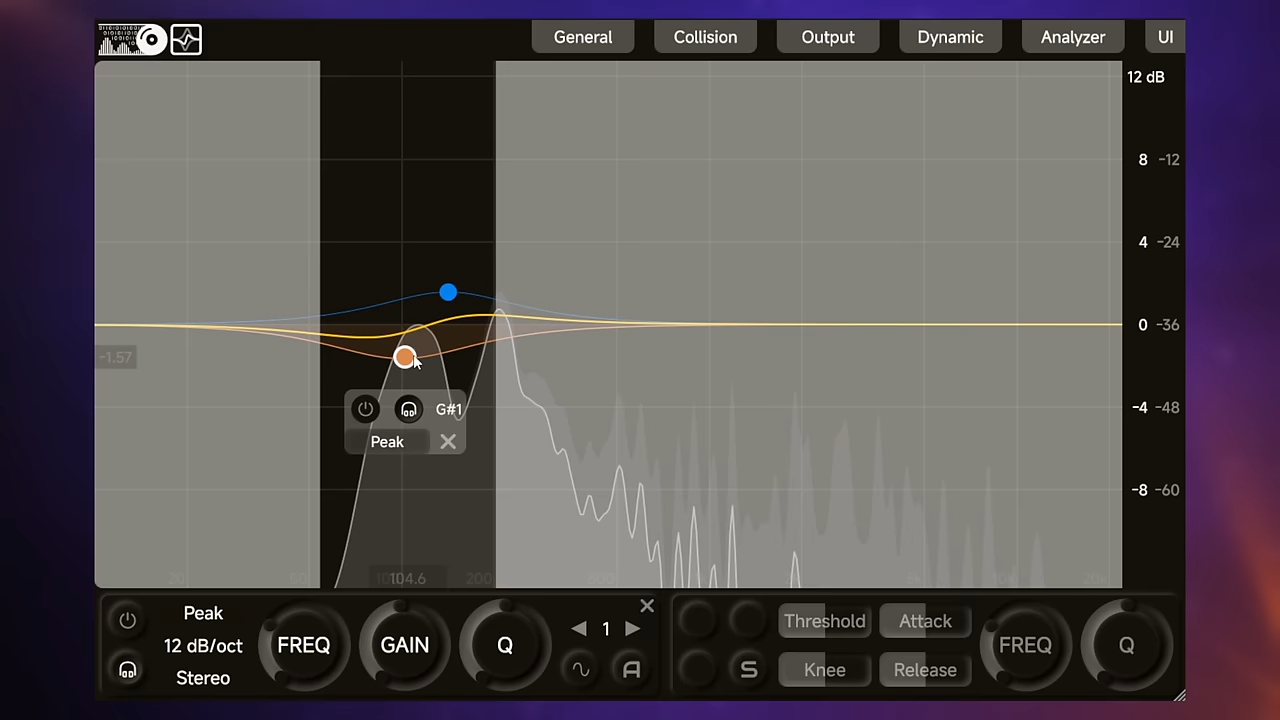 General
Collision
Output
Dynamic
Analyzer
UI
12 dB
8 -12
4 -24
0 -36
-1.57
-4 -48
G#1
Peak
-8 -60
20
50
104.6
200
500
Peak
12 dB/oct
Stereo
FREQ
GAIN
Q
1
A
S
Threshold
Attack
Knee
Release
FREQ
Q